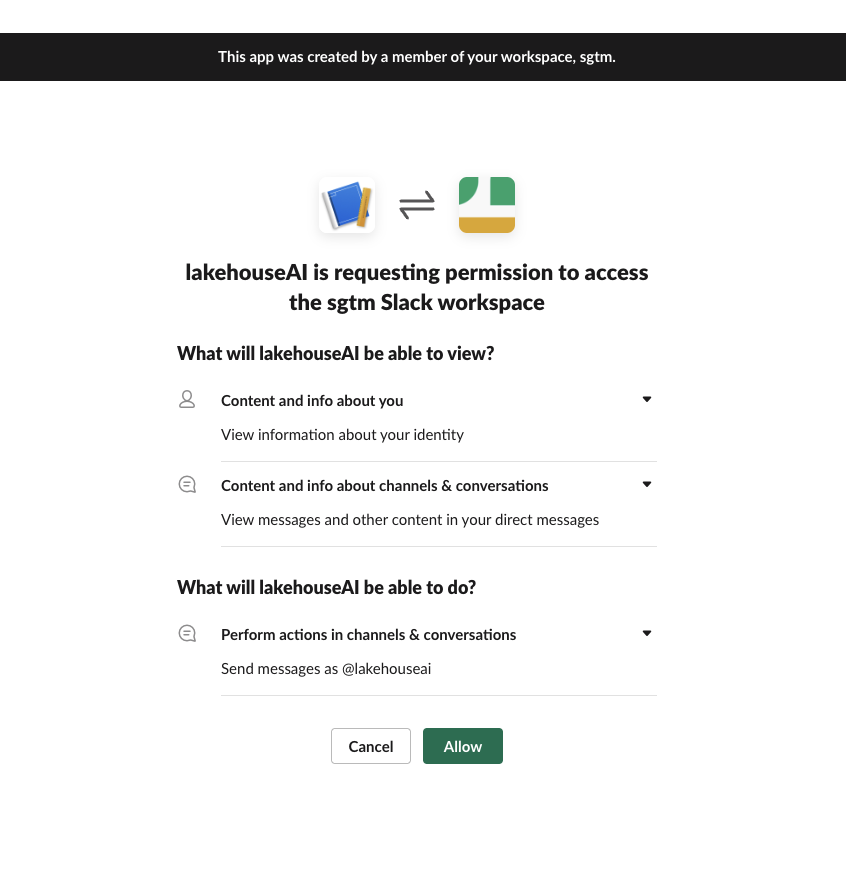 This app was created by a member of your workspace, sgtm.
lakehouseAI is requesting permission to access
the sgtm Slack workspace
What will lakehouseAI be able to view?
Content and info about you
View information about your identity
Content and info about channels & conversations
View messages and other content in your direct messages
What will lakehouseAI be able to do?
Perform actions in channels & conversations
Send messages as @lakehouseai
Cancel
Allow